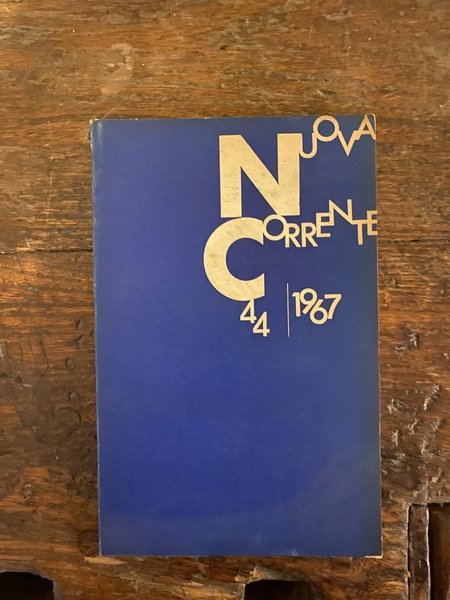 NUOVA
CORRENTE
44 | 1967